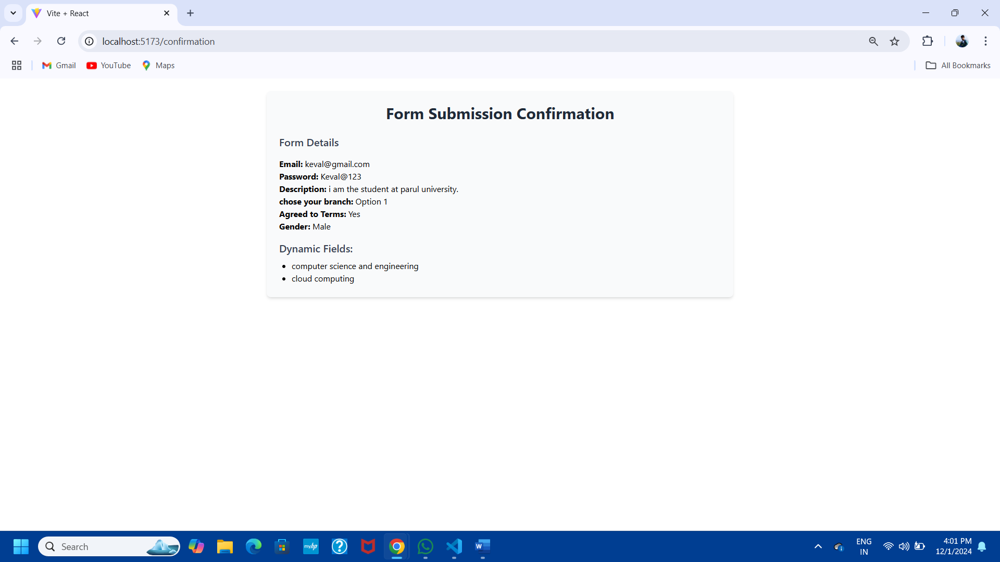 Vite + React
localhost:5173/confirmation
Gmail YouTube Maps All Bookmarks
Form Submission Confirmation
Form Details
Email: keval@gmail.com
Password: Keval@123
Description: i am the student at parul university.
chose your branch: Option 1
Agreed to Terms: Yes
Gender: Male
Dynamic Fields:
computer science and engineering
cloud computing
Search
myhp
W
ENG
IN
4:01 PM
12/1/2024